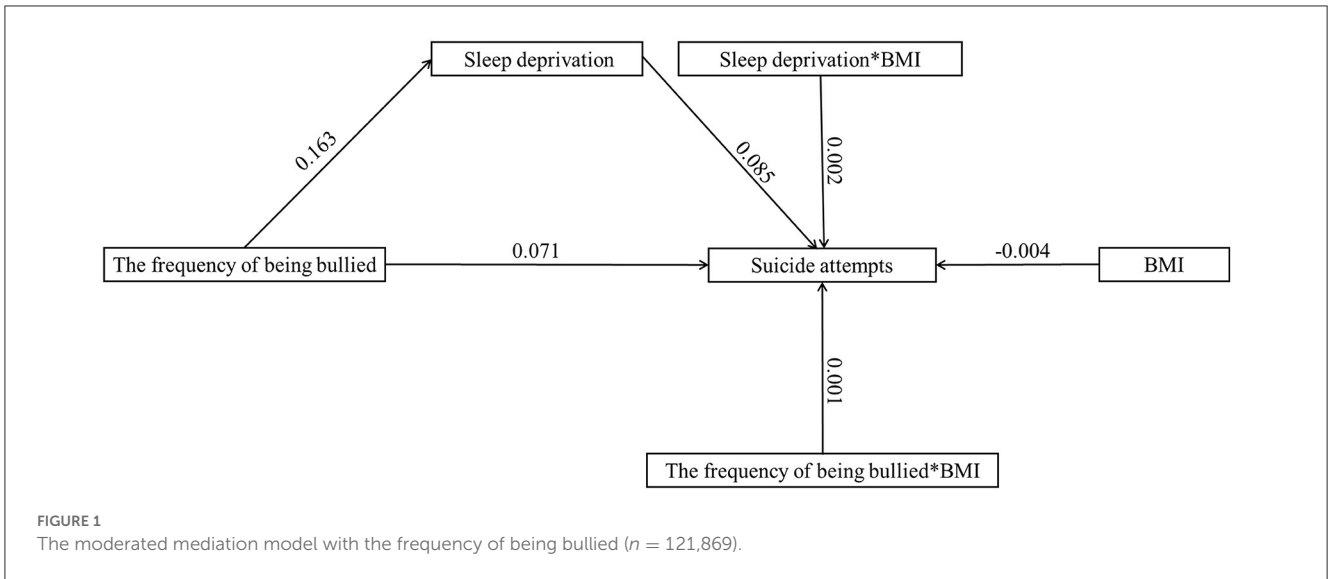 Sleep deprivation
Sleep deprivation*BMI
0.163
0.085
0.002
The frequency of being bullied
0.071
Suicide attempts
-0.004
BMI
0.001
The frequency of being bullied*BMI
FIGURE 1
The moderated mediation model with the frequency of being bullied (n = 121,869).